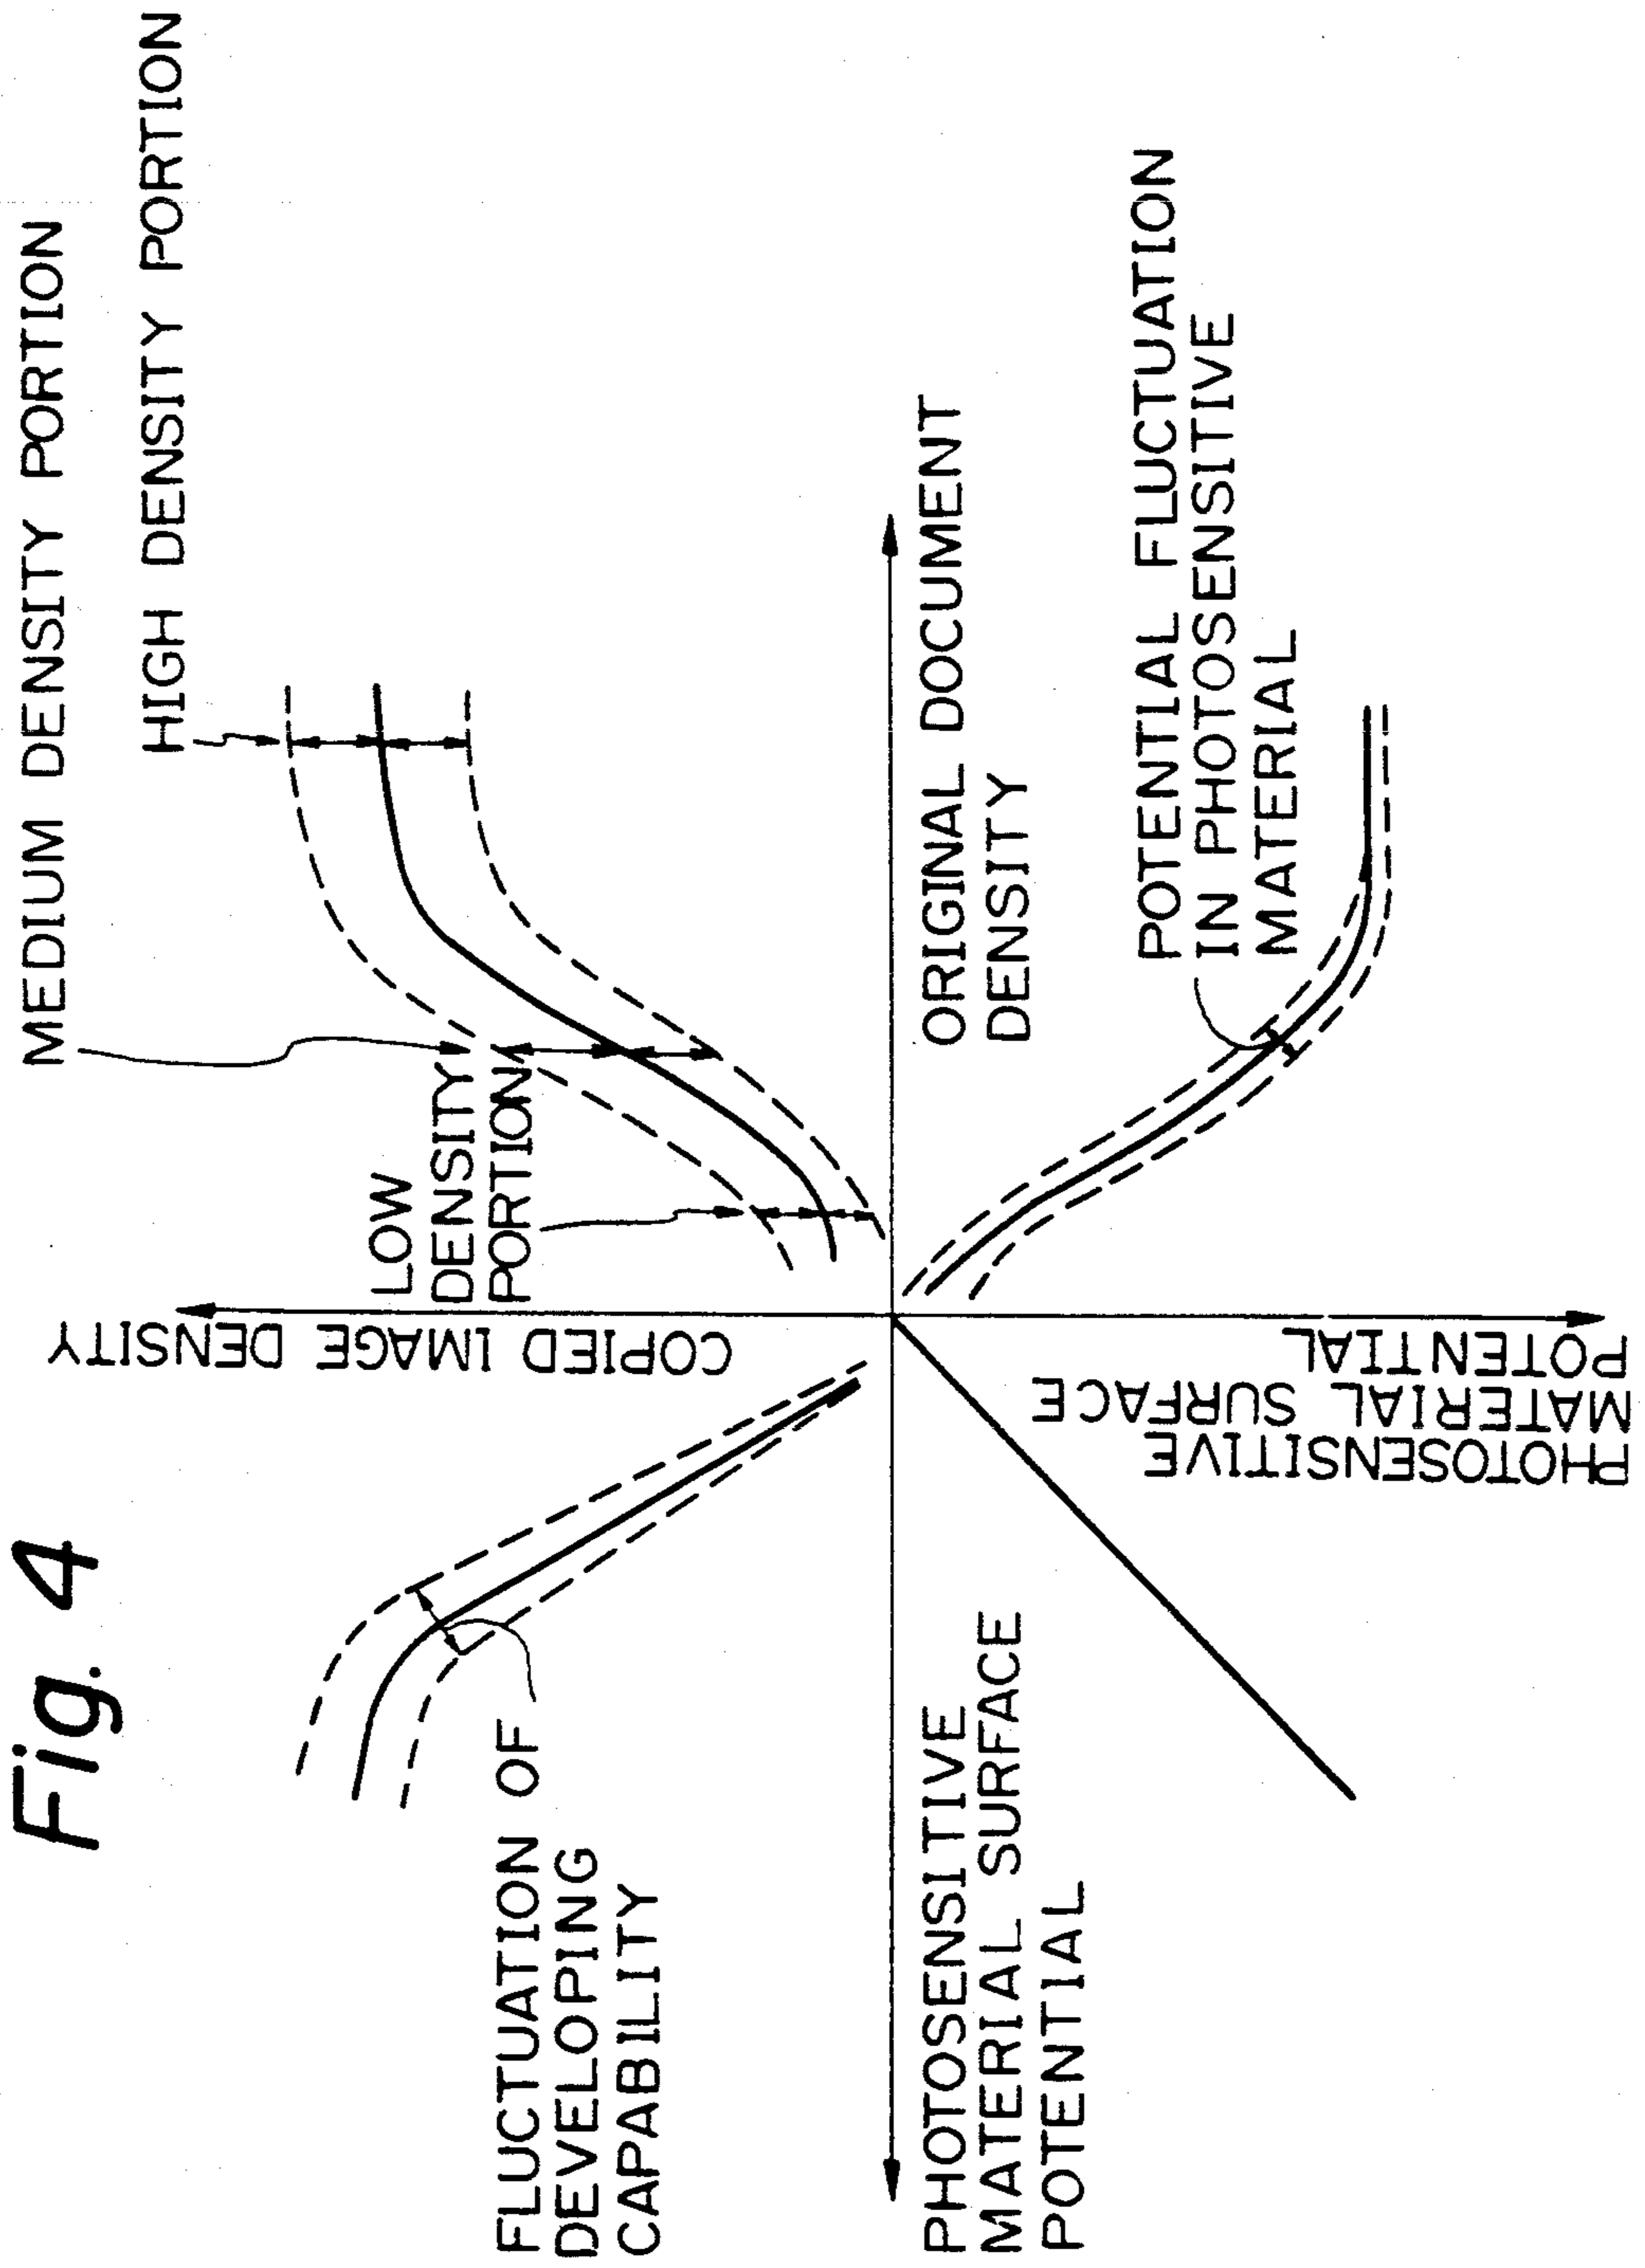 Fig. 4
MEDIUM DENSITY PORTION
HIGH DENSITY PORTION
LOW
DENSITY
PORTION
COPIED IMAGE DENSITY
FLUCTUATION OF
DEVELOPING
CAPABILITY
ORIGINAL DOCUMENT
DENSITY
POTENTIAL FLUCTUATION
IN PHOTOSENSITIVE
MATERIAL
PHOTOSENSITIVE
MATERIAL SURFACE
POTENTIAL
PHOTOSENSITIVE
MATERIAL SURFACE
POTENTIAL